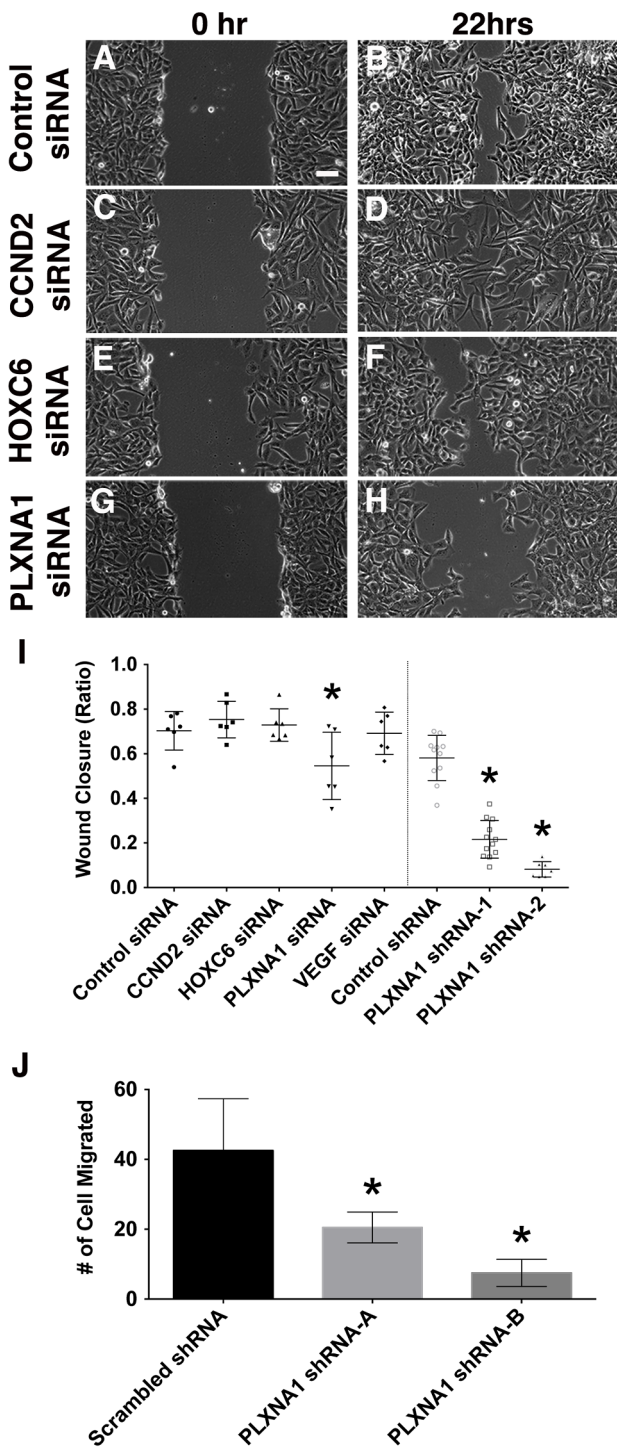 0 hr 22hrs
Control siRNA
A B
CCND2 siRNA
C D
HOXC6 siRNA
E F
PLXNA1 siRNA
G H
I
Wound Closure (Ratio)
1.0
0.8
0.6
0.4
0.2
0.0
* * *
Control siRNA
CCND2 siRNA
HOXC6 siRNA
PLXNA1 siRNA
VEGF siRNA
Control shRNA
PLXNA1 shRNA-1
PLXNA1 shRNA-2
J
# of Cell Migrated
60
40
20
0
* *
Scrambled shRNA
PLXNA1 shRNA-A
PLXNA1 shRNA-B